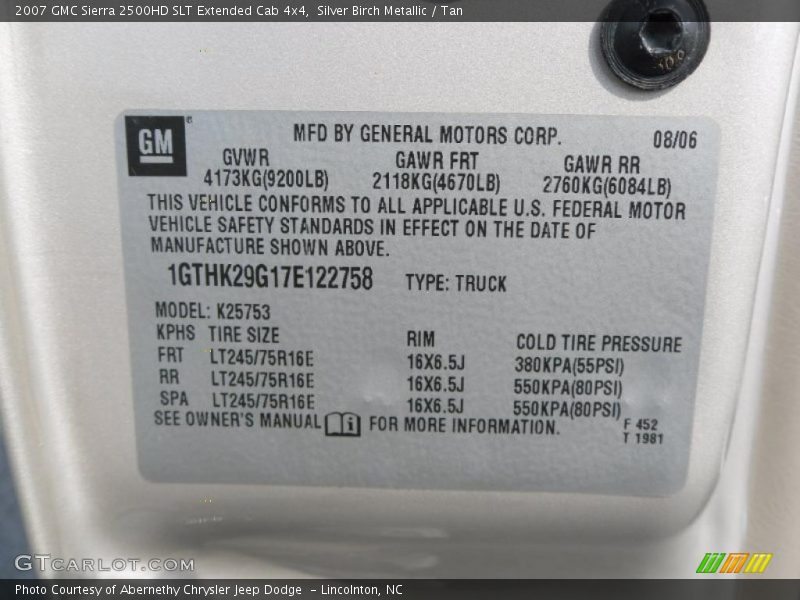 2007 GMC Sierra 2500HD SLT Extended Cab 4x4, Silver Birch Metallic / Tan
GM®
MFD BY GENERAL MOTORS CORP. 08/06
GVWR GAWR FRT GAWR RR
4173KG(9200LB) 2118KG(4670LB) 2760KG(6084LB)
THIS VEHICLE CONFORMS TO ALL APPLICABLE U.S. FEDERAL MOTOR
VEHICLE SAFETY STANDARDS IN EFFECT ON THE DATE OF
MANUFACTURE SHOWN ABOVE.
1GTHK29G17E122758 TYPE: TRUCK
MODEL: K25753
KPHS TIRE SIZE RIM COLD TIRE PRESSURE
FRT LT245/75R16E 16X6.5J 380KPA(55PSI)
RR LT245/75R16E 16X6.5J 550KPA(80PSI)
SPA LT245/75R16E 16X6.5J 550KPA(80PSI)
SEE OWNER'S MANUAL FOR MORE INFORMATION.
F 452
T 1981
GTCARLOT.COM
Photo Courtesy of Abernethy Chrysler Jeep Dodge - Lincolnton, NC